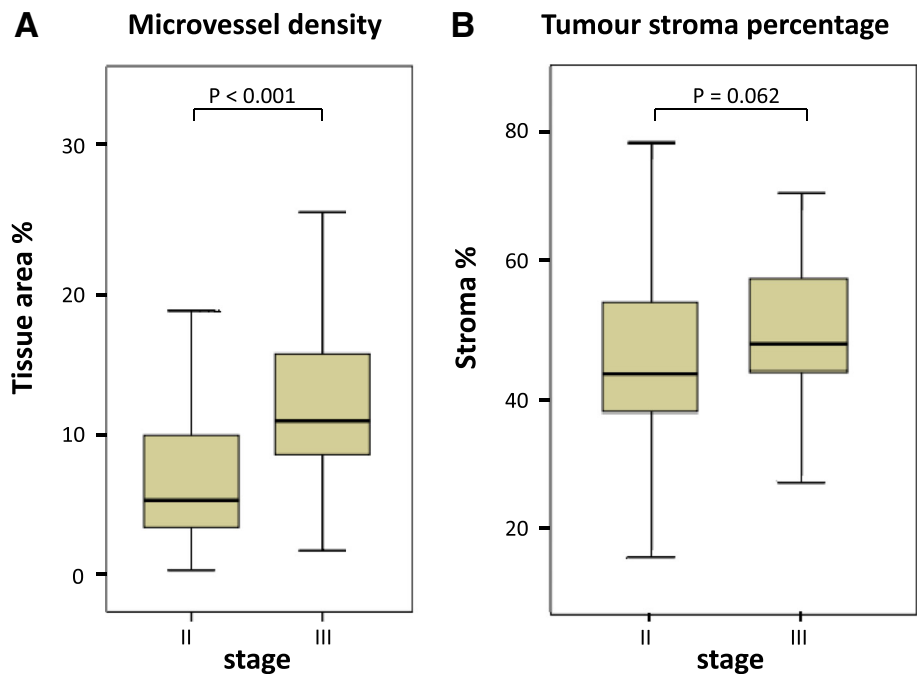 A Microvessel density
P < 0.001
Tissue area %
30
20
10
0
II III
stage
B Tumour stroma percentage
P = 0.062
Stroma %
80
60
40
20
II III
stage